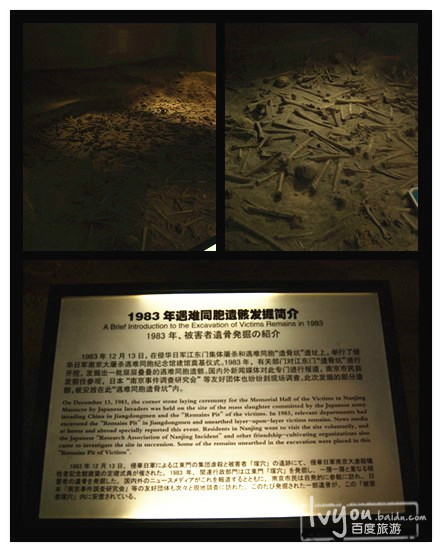 1983 年遇难同胞遗骸发掘简介
A Brief Introduction to the Excavation of Victims Remains in 1983
1983 年、被害者遺骨発掘の紹介
1983 年 12 月 13 日，在侵华日军江东门集体屠杀和遇难同胞“遗骨坑”遗址上，举行了侵
华日军南京大屠杀遇难同胞纪念馆建馆奠基仪式。1983 年，有关部门对江东门“遗骨坑”进行
开挖，发掘出一批层层叠叠的遇难同胞遗骸，国内外新闻媒体对此专门进行报道，南京市民自
发前往参观，日本“南京事件调查研究会”等友好团体也纷纷到现场调查，此次发掘的部分遗
骸，被安放在此“遇难同胞遗骨坑”内。
On December 13, 1983, the corner stone laying ceremony for the Memorial Hall of the Victims in Nanjing
Massacre by Japanese Invaders was held on the site of the mass slaughter committed by the Japanese army
invading China in Jiangdongmen and the "Remains Pit" of the victims. In 1983, relevant departments had
excavated the "Remains Pit" in Jiangdongmen and unearthed layer-upon-layer victims remains. News media
at home and abroad specially reported this event. Residents in Nanjing went to visit the site voluntarily, and
the Japanese "Research Association of Nanjing Incident" and other friendship-cultivating organizations also
came to investigate the site in succession. Some of the remains unearthed in the excavation were placed in this
"Remains Pit of Victims".
1983 年 12 月 13 日、侵華日軍による江東門の集団虐殺と被害者「塚穴」の遺跡にて、侵華日軍南京大虐殺犠
牲者記念館建築の定礎式典が催された。1983 年、関連行政部門は江東門「塚穴」を発掘し、一層一層と重なる犠
牲者の遺骨を発掘した。国内外のニュースメディアがこれを報道するとともに、南京市民は自発的に参観に訪れ、日
本「南京事件調査研究会」等の友好団体も次々と現地調査に訪れた。このたび発掘された一部遺骨が、この「被害
者塚穴」内に安置されている。
lvyou.baidu.com
百度旅游